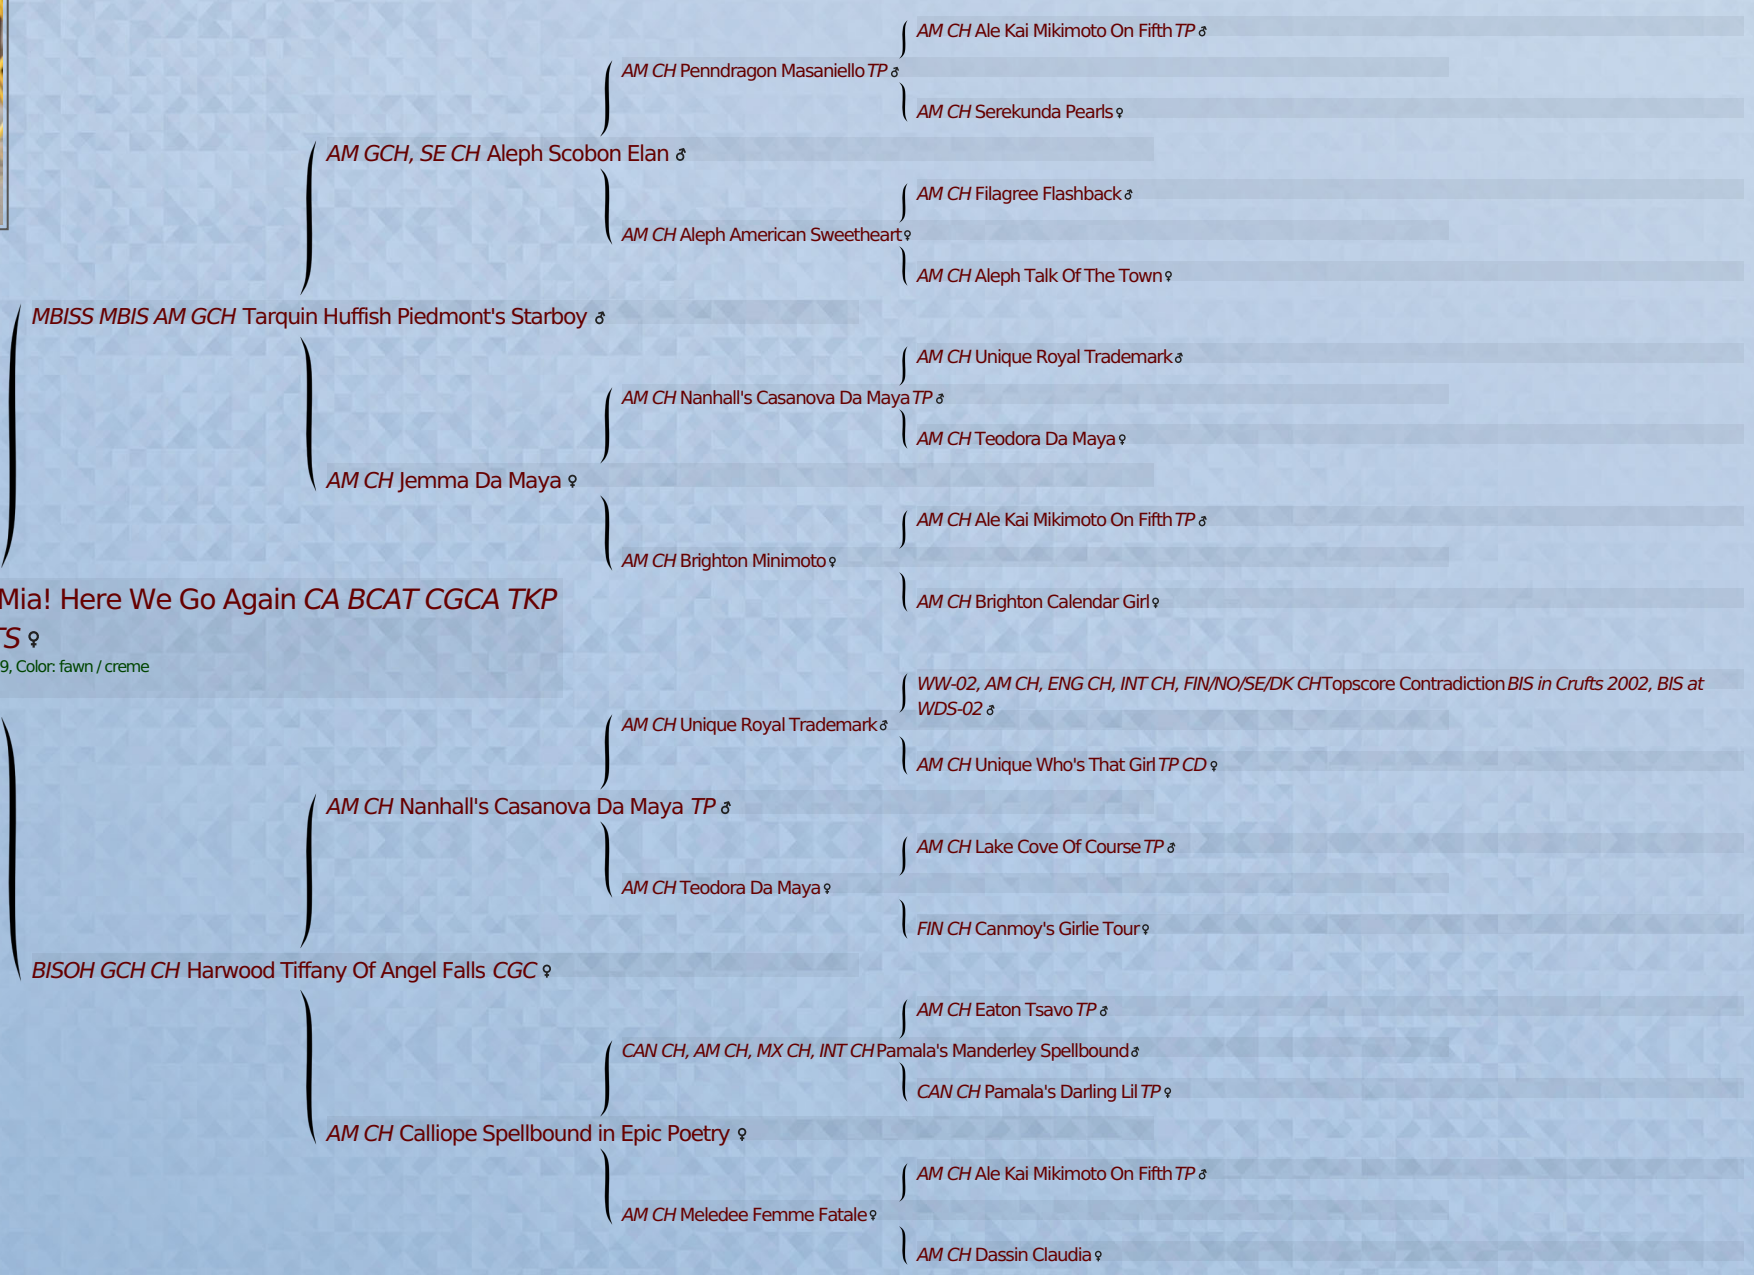 AM CH Ale Kai Mikimoto On Fifth TP ♂
AM CH Penndragon Masaniello TP ♂
AM CH Serekunda Pearls ♀
AM GCH, SE CH Aleph Scobon Elan ♂
AM CH Filagree Flashback ♂
AM CH Aleph American Sweetheart ♀
AM CH Aleph Talk Of The Town ♀
MBISS MBIS AM GCH Tarquin Huffish Piedmont's Starboy ♂
AM CH Unique Royal Trademark ♂
AM CH Nanhall's Casanova Da Maya TP ♂
AM CH Teodora Da Maya ♀
AM CH Jemma Da Maya ♀
AM CH Ale Kai Mikimoto On Fifth TP ♂
AM CH Brighton Minimoto ♀
AM CH Brighton Calendar Girl ♀
Mia! Here We Go Again CA BCAT CGCA TKP
TS ♀
9, Color: fawn / creme
WW-02, AM CH, ENG CH, INT CH, FIN/NO/SE/DK CH Topscore Contradiction BIS in Crufts 2002, BIS at
WDS-02 ♂
AM CH Unique Royal Trademark ♂
AM CH Unique Who's That Girl TP CD ♀
AM CH Nanhall's Casanova Da Maya TP ♂
AM CH Lake Cove Of Course TP ♂
AM CH Teodora Da Maya ♀
FIN CH Canmoy's Girlie Tour ♀
BISOH GCH CH Harwood Tiffany Of Angel Falls CGC ♀
AM CH Eaton Tsavo TP ♂
CAN CH, AM CH, MX CH, INT CH Pamala's Manderley Spellbound ♂
CAN CH Pamala's Darling Lil TP ♀
AM CH Calliope Spellbound in Epic Poetry ♀
AM CH Ale Kai Mikimoto On Fifth TP ♂
AM CH Meledee Femme Fatale ♀
AM CH Dassin Claudia ♀